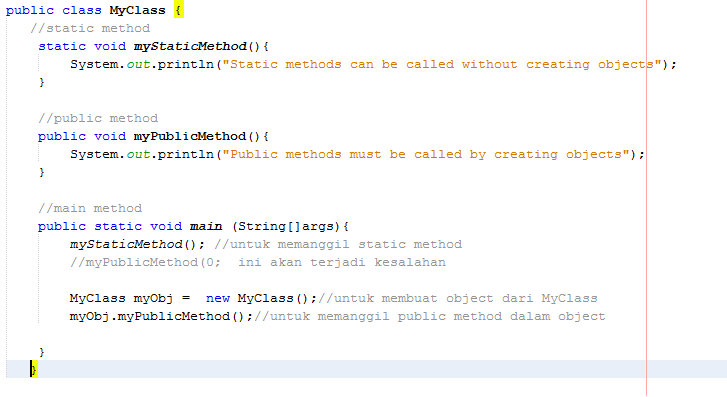 public class MyClass {
//static method
static void myStaticMethod(){
System.out.println("Static methods can be called without creating objects");
}
//public method
public void myPublicMethod(){
System.out.println("Public methods must be called by creating objects");
}
//main method
public static void main (String[]args){
myStaticMethod(); //untuk memanggil static method
//myPublicMethod(0;  ini akan terjadi kesalahan
MyClass myObj =  new MyClass();//untuk membuat object dari MyClass
myObj.myPublicMethod();//untuk memanggil public method dalam object
}
}